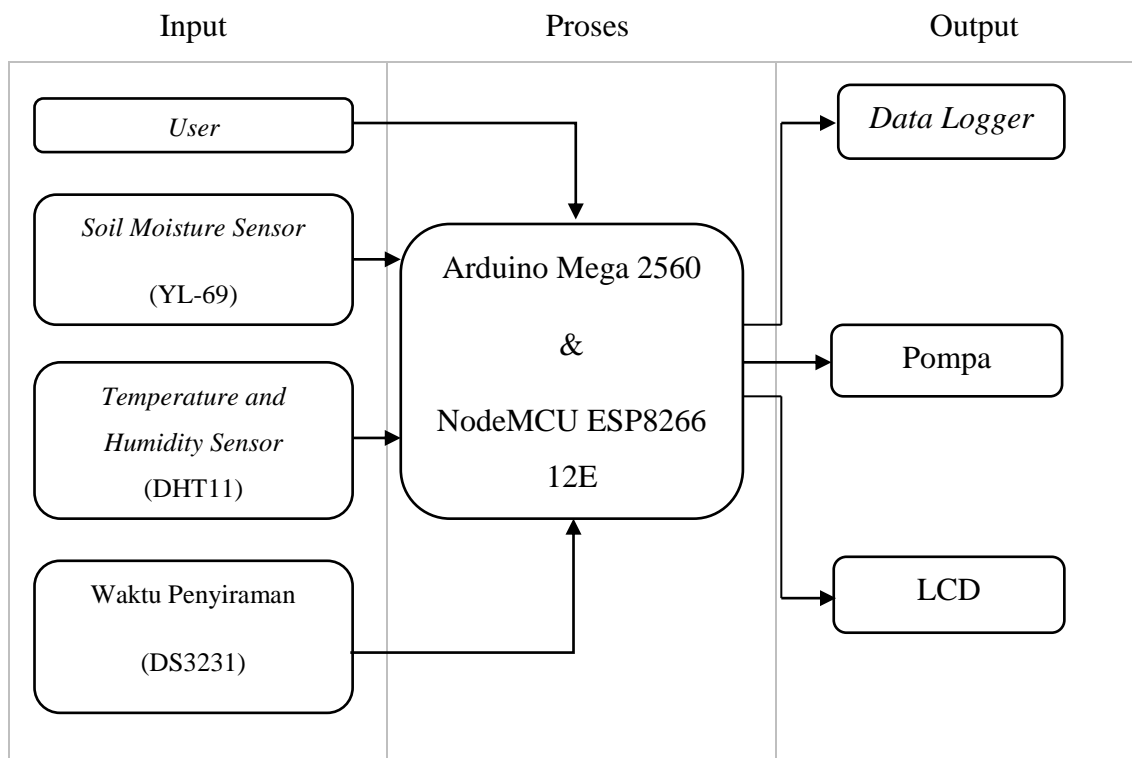 Input
Proses
Output
User
Soil Moisture Sensor
(YL-69)
Temperature and
Humidity Sensor
(DHT11)
Waktu Penyiraman
(DS3231)
Arduino Mega 2560
&
NodeMCU ESP8266
12E
Data Logger
Pompa
LCD